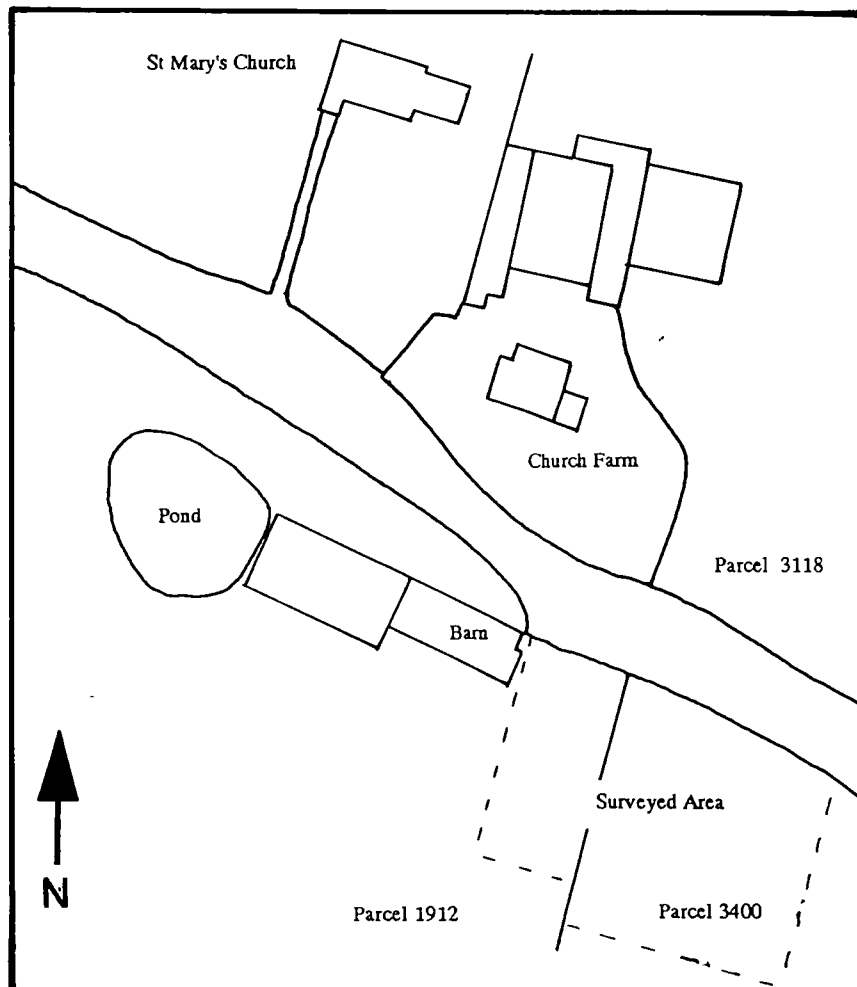 St Mary's Church
Church Farm
Pond
Parcel 3118
Barn
Surveyed Area
N
Parcel 1912
Parcel 3400